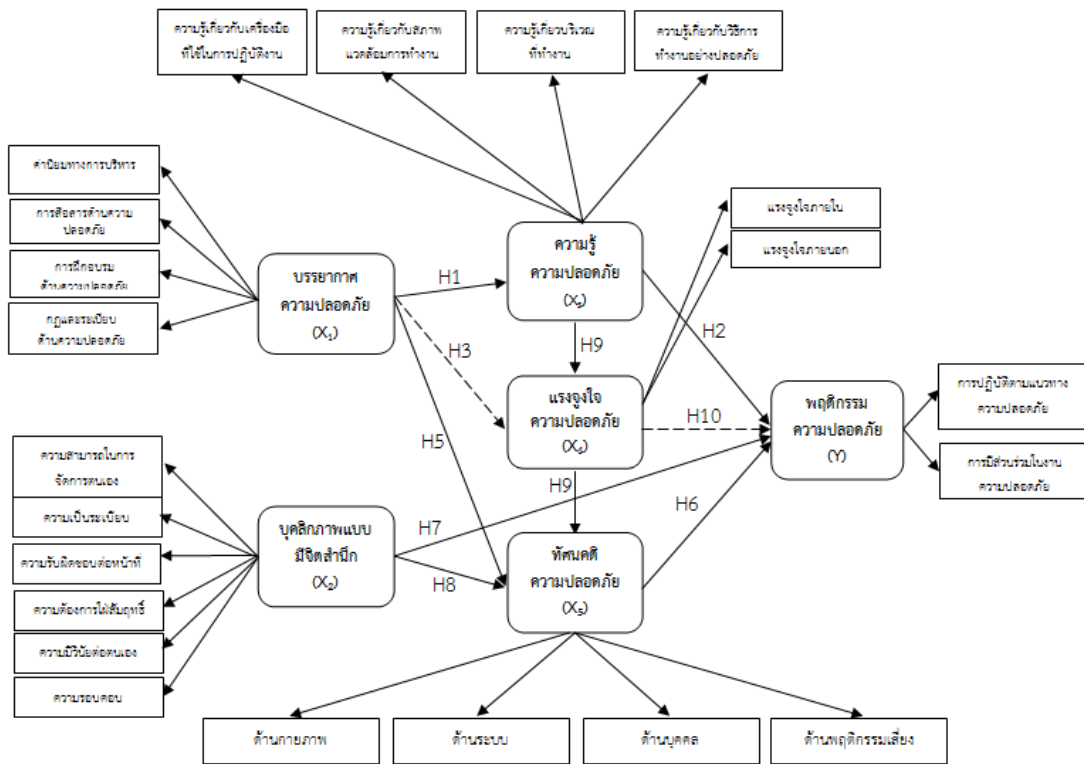 ความรู้เกี่ยวกับเครื่องมือ
ที่ใช้ในการปฏิบัติงาน
ความรู้เกี่ยวกับสภาพ
แวดล้อมการทำงาน
ความรู้เกี่ยวบริเวณ
ที่ทำงาน
ความรู้เกี่ยวกับวิธีการ
ทำงานอย่างปลอดภัย
ค่านิยมทางการบริหาร
การสื่อสารด้านความ
ปลอดภัย
การฝึกอบรม
ด้านความปลอดภัย
กฎและระเบียบ
ด้านความปลอดภัย
บรรยากาศ
ความปลอดภัย
(X₁)
H1
ความรู้
ความปลอดภัย
แรงจูงใจภายใน
แรงจูงใจภายนอก
H2
H3
H9
แรงจูงใจ
ความปลอดภัย
H10
พฤติกรรม
ความปลอดภัย
(Y)
การปฏิบัติตามแนวทาง
ความปลอดภัย
การมีส่วนร่วมในงาน
ความปลอดภัย
H5
H9
H6
H7
H8
ความสามารถในการ
จัดการตนเอง
ความเป็นระเบียบ
ความรับผิดชอบต่อหน้าที่
ความต้องการใฝ่สัมฤทธิ์
ความมีวินัยต่อตนเอง
ความรอบคอบ
บุคลิกภาพแบบ
มีจิตสำนึก
(X₂)
ทัศนคติ
ความปลอดภัย
(X₅)
ด้านกายภาพ
ด้านระบบ
ด้านบุคคล
ด้านพฤติกรรมเสี่ยง